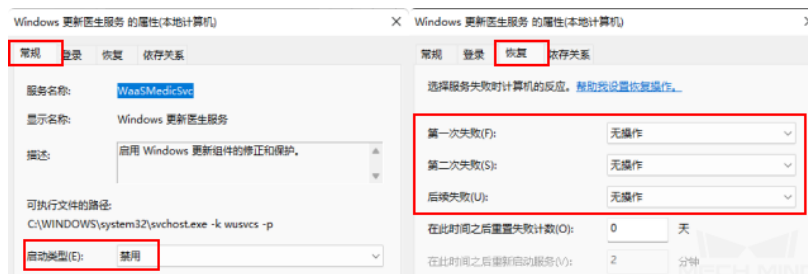 Windows 更新医生服务 的属性(本地计算机)
常规 登录 恢复 依存关系
服务名称: WaaSMedicSvc
显示名称: Windows 更新医生服务
描述: 启用 Windows 更新组件的修正和保护。
可执行文件的路径:
C:\WINDOWS\system32\svchost.exe -k wusvcs -p
启动类型(E): 禁用
Windows 更新医生服务 的属性(本地计算机)
常规 登录 恢复 依存关系
选择服务失败时计算机的反应。帮助我设置恢复操作。
第一次失败(F): 无操作
第二次失败(S): 无操作
后续失败(U): 无操作
在此时间之后重置失败计数(O): 0 天
在此时间之后重新启动服务(V): 2 分钟
MECH MIND